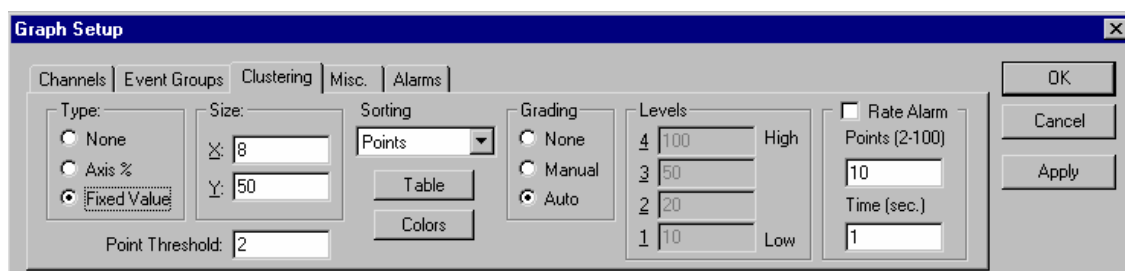 Graph Setup
Channels Event Groups Clustering Misc. Alarms
OK
Cancel
Apply
Type:
None
Axis %
Fixed Value
Size:
X: 8
Y: 50
Point Threshold: 2
Sorting
Points
Table
Colors
Grading
None
Manual
Auto
Levels
4 100 High
3 50
2 20
1 10 Low
Rate Alarm
Points (2-100)
10
Time (sec.)
1